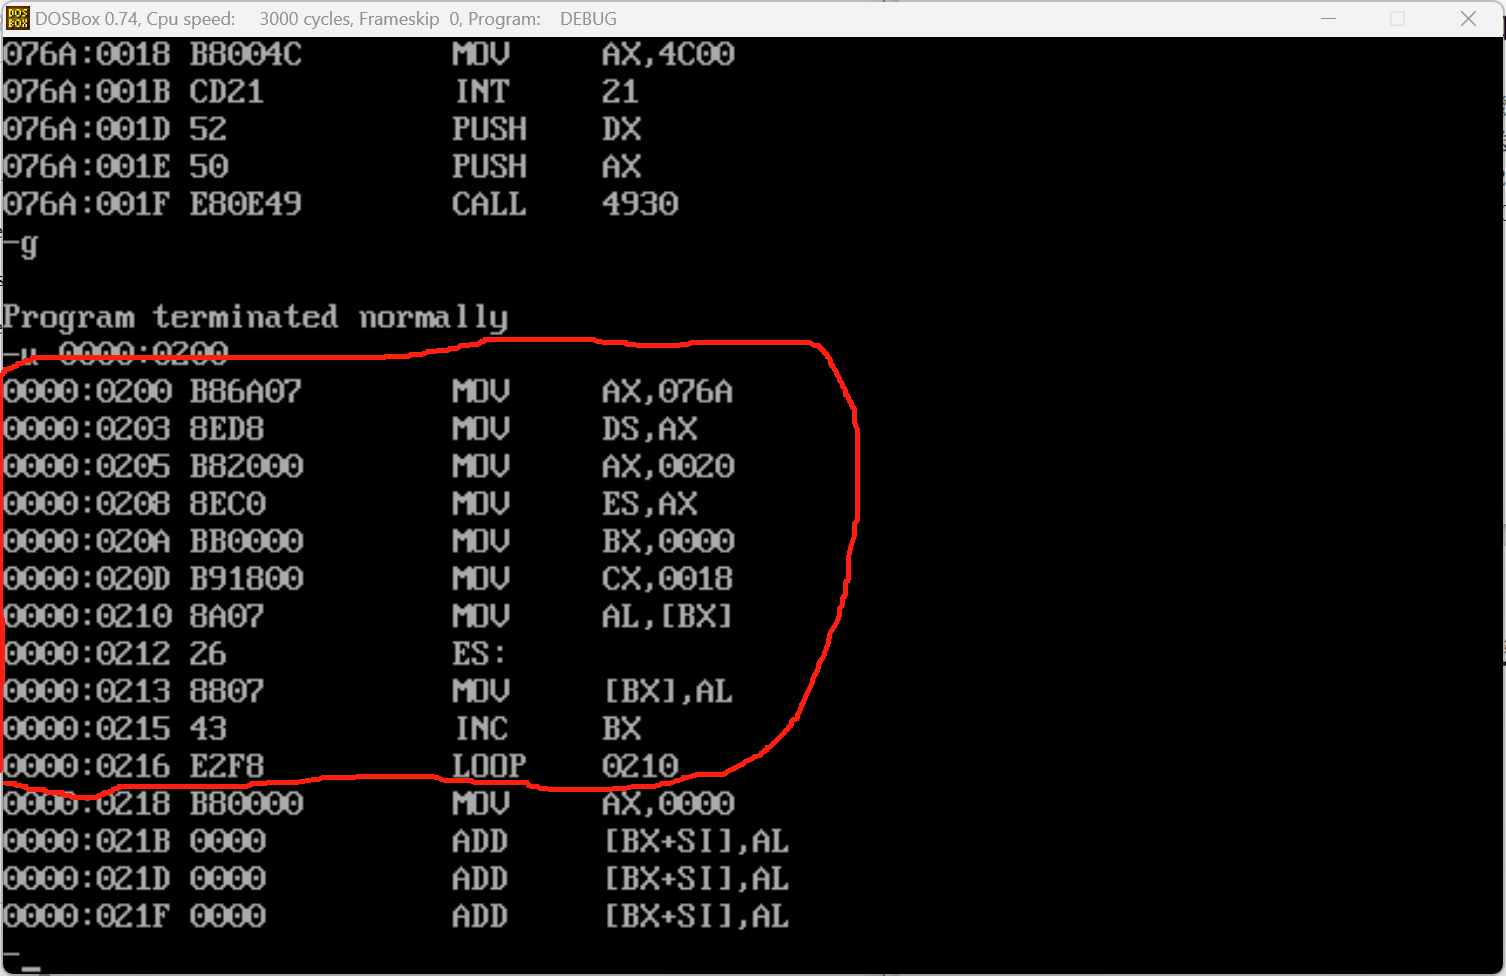 DOSBox 0.74, Cpu speed: 3000 cycles, Frameskip 0, Program: DEBUG
076A:0018 B8004C MOV AX,4C00
076A:001B CD21 INT 21
076A:001D 52 PUSH DX
076A:001E 50 PUSH AX
076A:001F E80E49 CALL 4930
-g
Program terminated normally
-u 0000:0200
0000:0200 B86A07 MOV AX,076A
0000:0203 8ED8 MOV DS,AX
0000:0205 B82000 MOV AX,0020
0000:0208 8EC0 MOV ES,AX
0000:020A BB0000 MOV BX,0000
0000:020D B91800 MOV CX,0018
0000:0210 8A07 MOV AL,[BX]
0000:0212 26 ES:
0000:0213 8807 MOV [BX],AL
0000:0215 43 INC BX
0000:0216 E2F8 LOOP 0210
0000:0218 B80000 MOV AX,0000
0000:021B 0000 ADD [BX+SI],AL
0000:021D 0000 ADD [BX+SI],AL
0000:021F 0000 ADD [BX+SI],AL
-